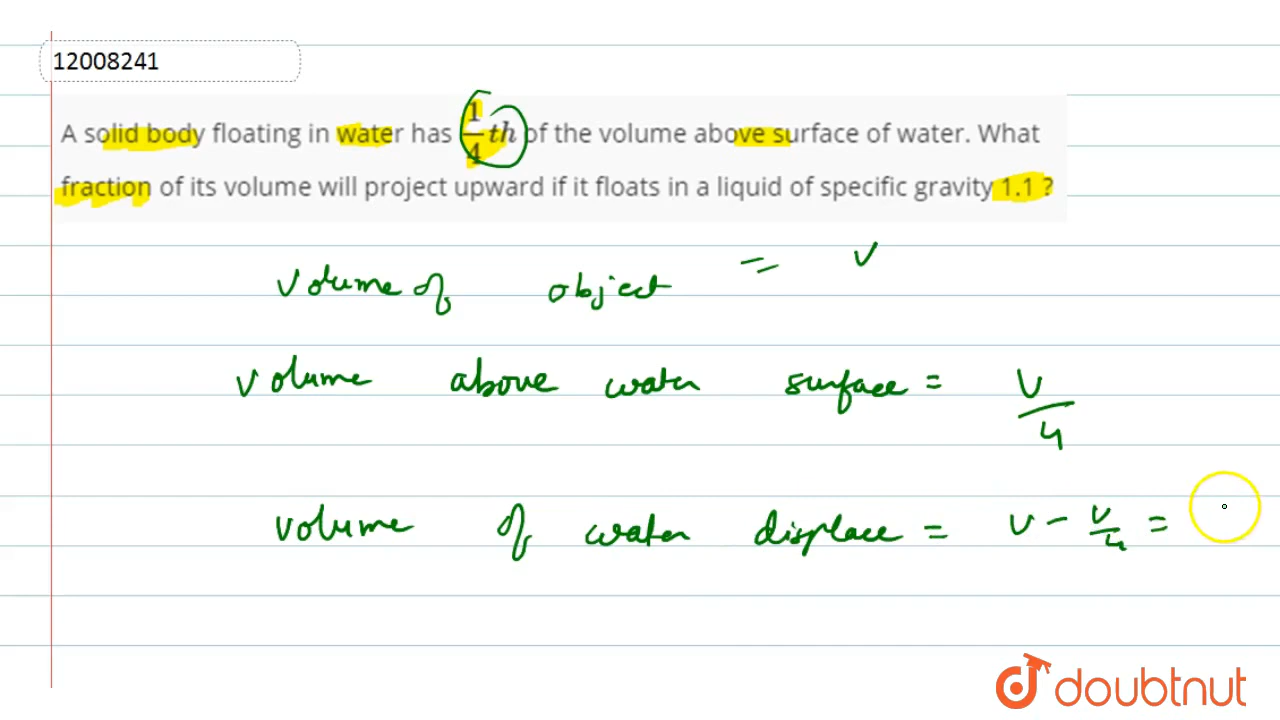 12008241
A solid body floating in water has 1/4 th of the volume above surface of water. What
fraction of its volume will project upward if it floats in a liquid of specific gravity 1.1 ?
volume of object = v
volume above water surface = v/4
volume of water displace = v - v/4 =
doubtnut